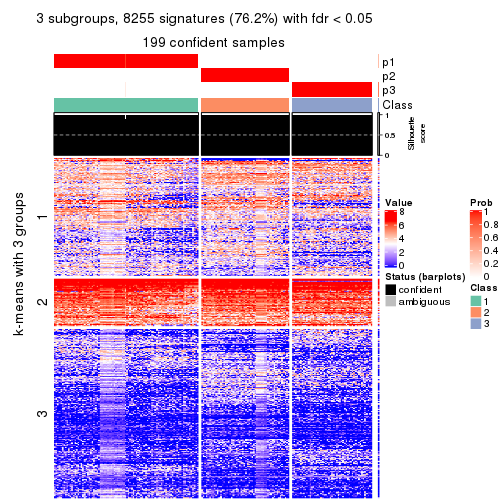 3 subgroups, 8255 signatures (76.2%) with fdr < 0.05
199 confident samples
p1
p2
p3
Class
1
0.5
0
Silhouette
score
k-means with 3 groups
1
2
3
Value
8
6
4
2
0
Status (barplots)
confident
ambiguous
Prob
1
0.8
0.6
0.4
0.2
0
Class
1
2
3